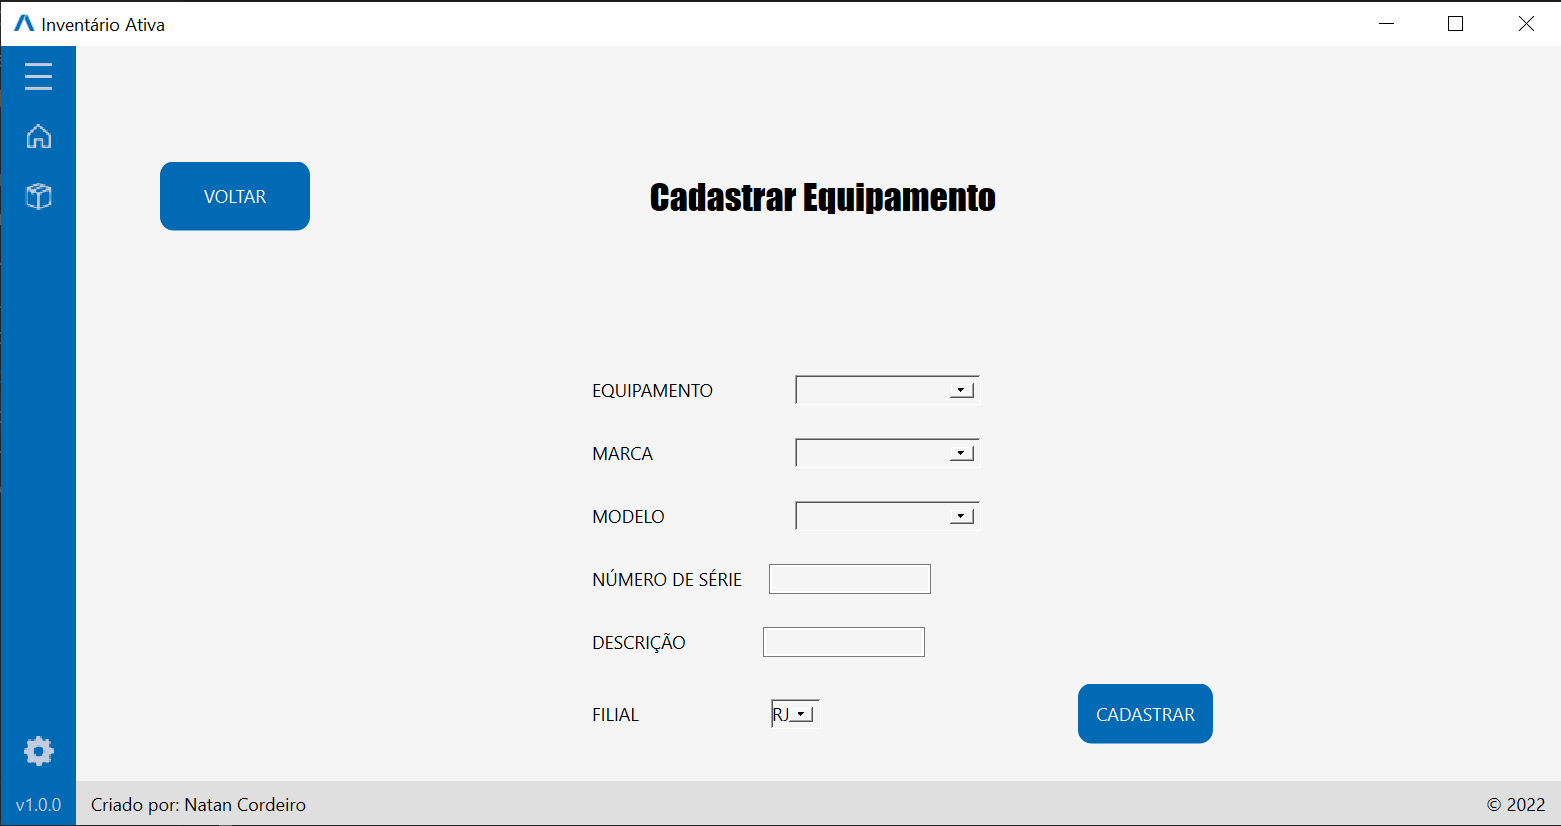 Inventário Ativa
VOLTAR
Cadastrar Equipamento
EQUIPAMENTO
MARCA
MODELO
NÚMERO DE SÉRIE
DESCRIÇÃO
FILIAL RJ
CADASTRAR
v1.0.0 Criado por: Natan Cordeiro © 2022